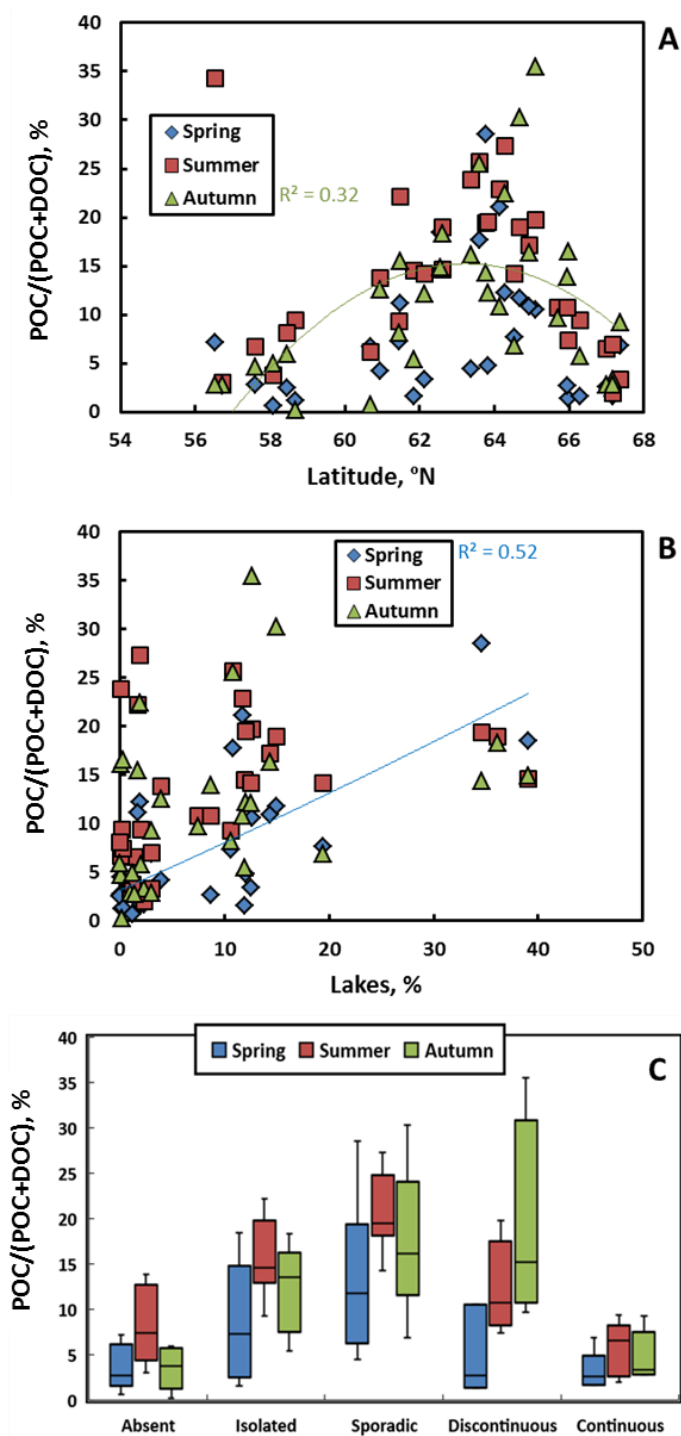 A
40
35
30
25
20
15
10
5
0
POC/(POC+DOC), %
Spring
Summer
Autumn
R² = 0.32
54 56 58 60 62 64 66 68
Latitude, °N
B
40
35
30
25
20
15
10
5
0
POC/(POC+DOC), %
Spring
Summer
Autumn
R² = 0.52
0 10 20 30 40 50
Lakes, %
C
Spring Summer Autumn
40
35
30
25
20
15
10
5
0
POC/(POC+DOC), %
Absent Isolated Sporadic Discontinuous Continuous